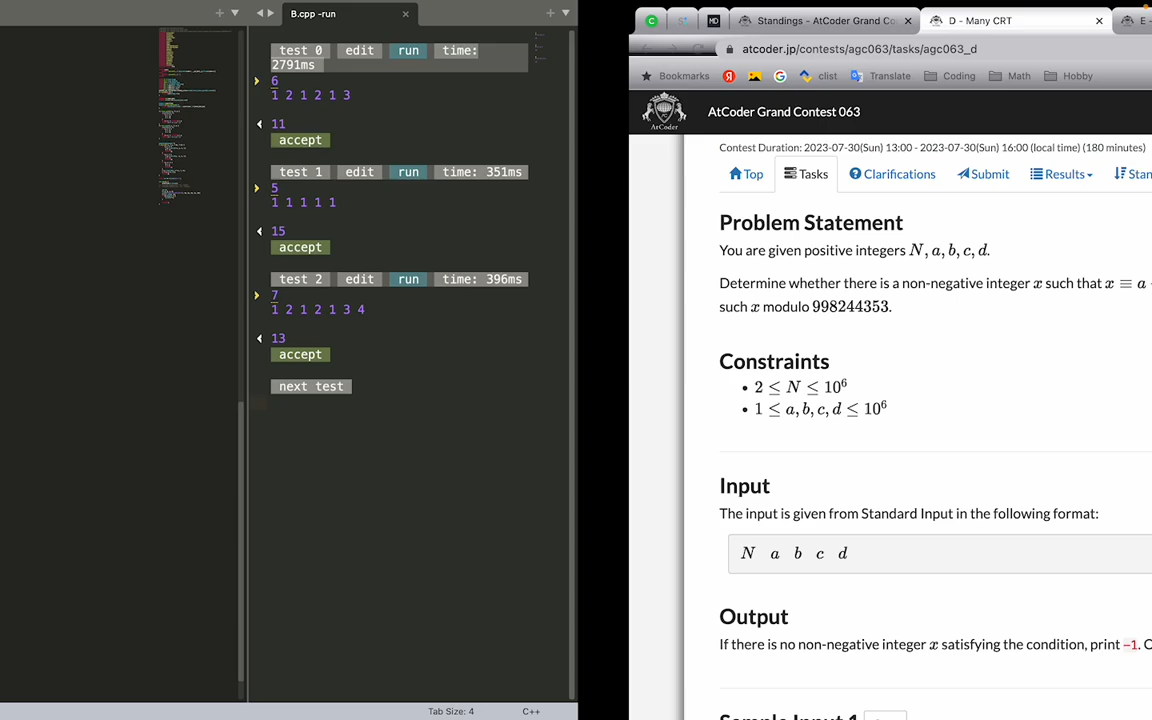 B.cpp -run
test 0 edit run time: 2791ms
6
1 2 1 2 1 3
11
accept
test 1 edit run time: 351ms
5
1 1 1 1 1
15
accept
test 2 edit run time: 396ms
7
1 2 1 2 1 3 4
13
accept
next test
Tab Size: 4 C++
Standings - AtCoder Grand Co
D - Many CRT
E -
atcoder.jp/contests/agc063/tasks/agc063_d
Bookmarks clist Translate Coding Math Hobby
AtCoder Grand Contest 063
Contest Duration: 2023-07-30(Sun) 13:00 - 2023-07-30(Sun) 16:00 (local time) (180 minutes)
Top Tasks Clarifications Submit Results Stan
Problem Statement
You are given positive integers N, a, b, c, d.
Determine whether there is a non-negative integer x such that x ≡ a
such x modulo 998244353.
Constraints
2 ≤ N ≤ 10⁶
1 ≤ a, b, c, d ≤ 10⁶
Input
The input is given from Standard Input in the following format:
N a b c d
Output
If there is no non-negative integer x satisfying the condition, print -1. O
Sample Input 1